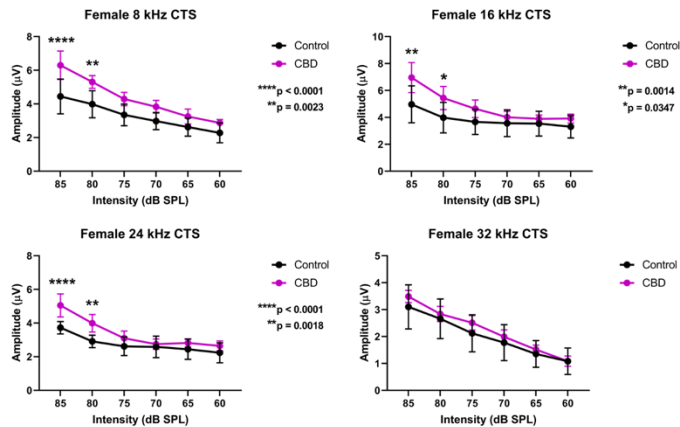 Female 8 kHz CTS
Amplitude (µV)
8
6
4
2
0
****
**
85 80 75 70 65 60
Intensity (dB SPL)
Control
CBD
****p < 0.0001
**p = 0.0023
Female 16 kHz CTS
Amplitude (µV)
10
8
6
4
2
0
**
*
85 80 75 70 65 60
Intensity (dB SPL)
Control
CBD
**p = 0.0014
*p = 0.0347
Female 24 kHz CTS
Amplitude (µV)
8
6
4
2
0
****
**
85 80 75 70 65 60
Intensity (dB SPL)
Control
CBD
****p < 0.0001
**p = 0.0018
Female 32 kHz CTS
Amplitude (µV)
5
4
3
2
1
0
85 80 75 70 65 60
Intensity (dB SPL)
Control
CBD